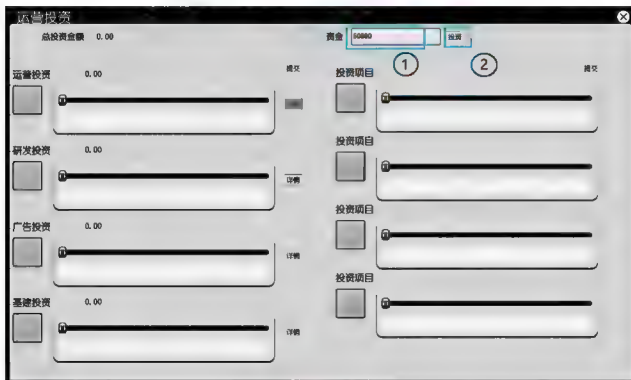 运营投资
总投资金额 0.00 资金 50000 投资
运营投资 0.00 提交 投资项目 ① ② 提交
投资项目
研发投资 0.00
详情
投资项目
广告投资 0.00
详情
投资项目
基建投资 0.00
详情